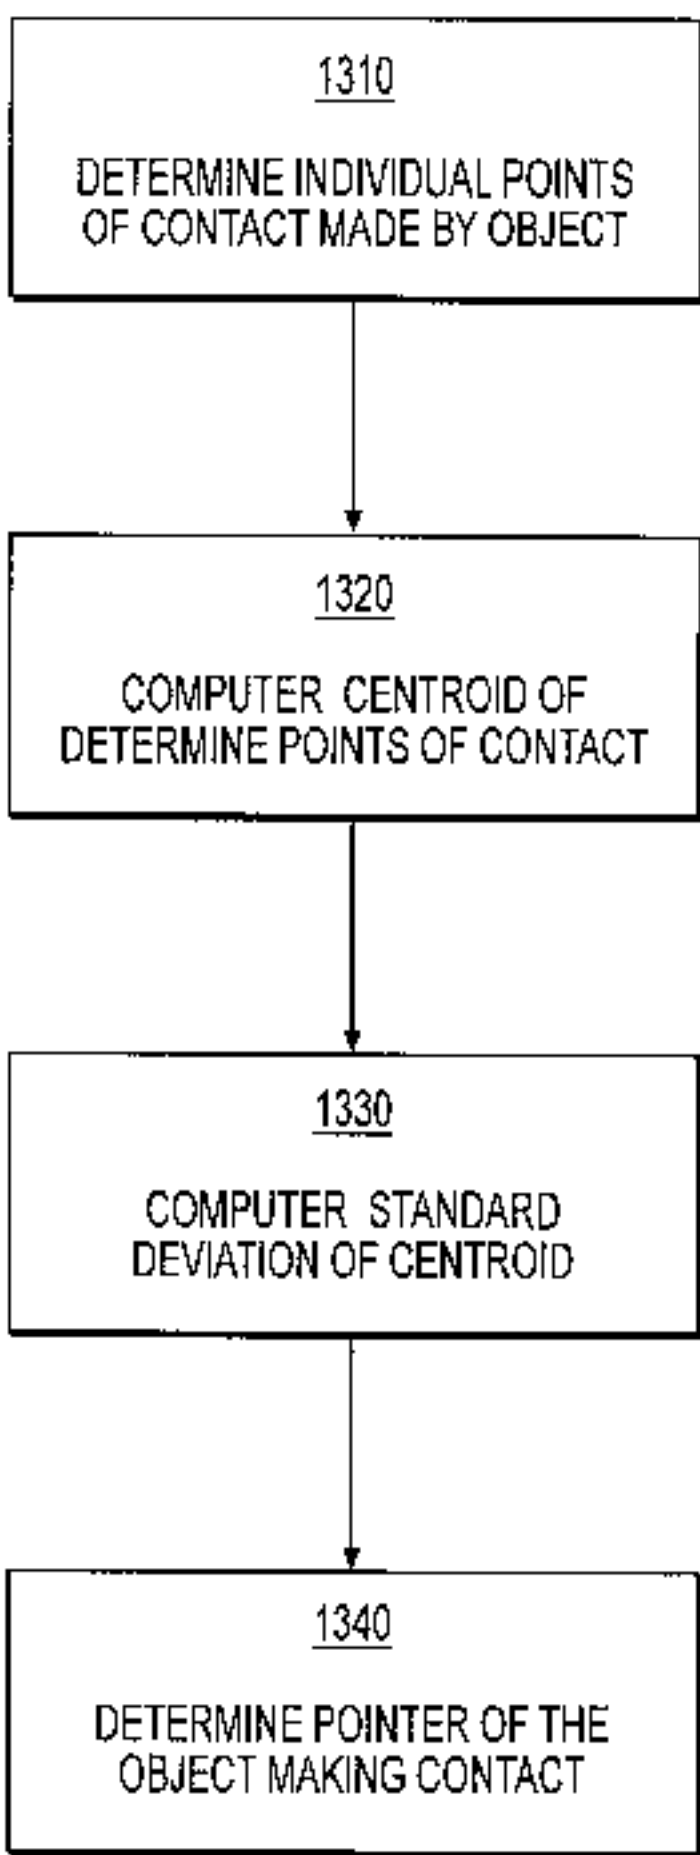 1310
DETERMINE INDIVIDUAL POINTS
OF CONTACT MADE BY OBJECT
1320
COMPUTER CENTROID OF
DETERMINE POINTS OF CONTACT
1330
COMPUTER STANDARD
DEVIATION OF CENTROID
1340
DETERMINE POINTER OF THE
OBJECT MAKING CONTACT